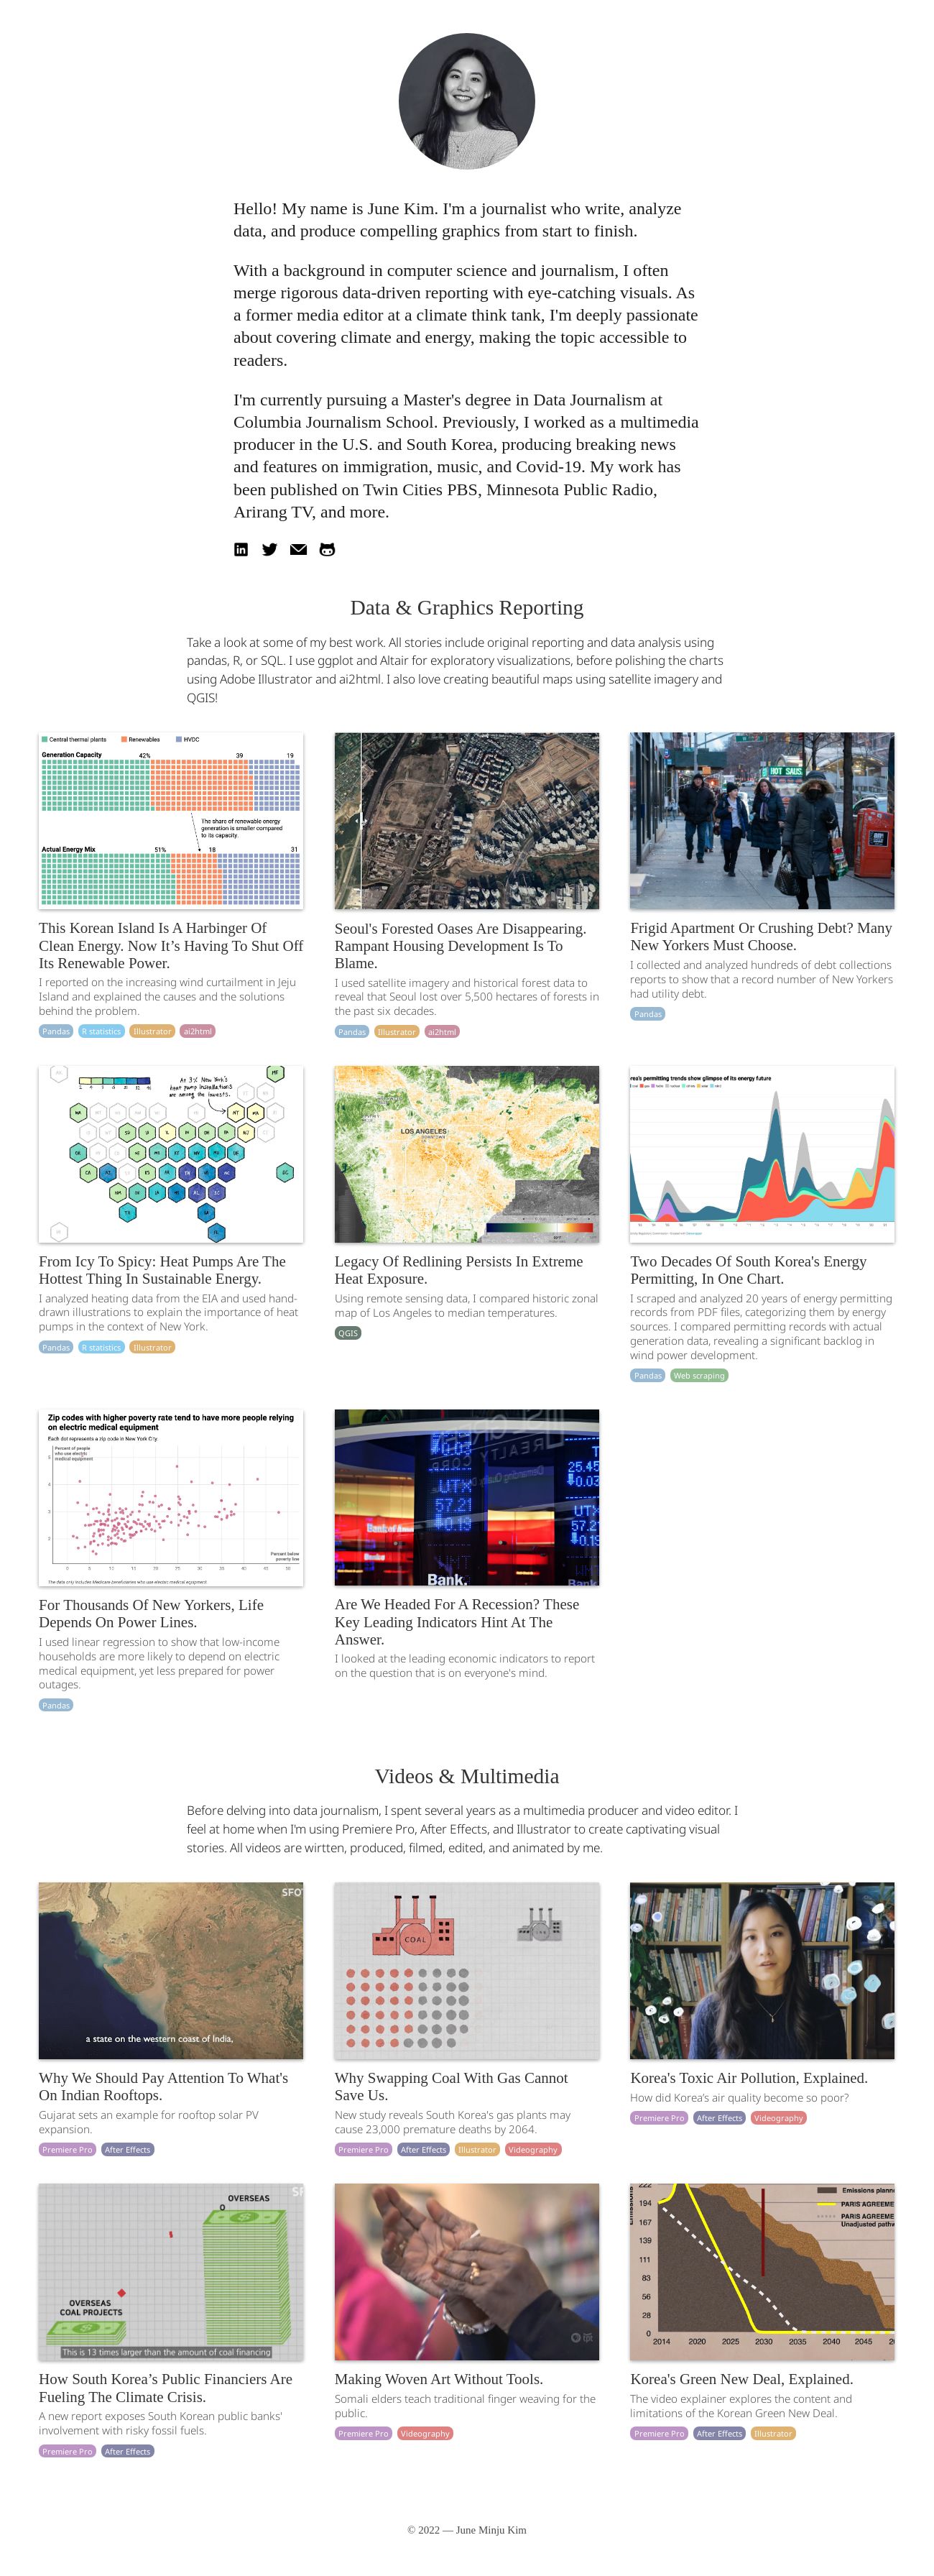 Hello! My name is June Kim. I'm a journalist who write, analyze
data, and produce compelling graphics from start to finish.
With a background in computer science and journalism, I often
merge rigorous data-driven reporting with eye-catching visuals. As
a former media editor at a climate think tank, I'm deeply passionate
about covering climate and energy, making the topic accessible to
readers.
I'm currently pursuing a Master's degree in Data Journalism at
Columbia Journalism School. Previously, I worked as a multimedia
producer in the U.S. and South Korea, producing breaking news
and features on immigration, music, and Covid-19. My work has
been published on Twin Cities PBS, Minnesota Public Radio,
Arirang TV, and more.
Data & Graphics Reporting
Take a look at some of my best work. All stories include original reporting and data analysis using
pandas, R, or SQL. I use ggplot and Altair for exploratory visualizations, before polishing the charts
using Adobe Illustrator and ai2html. I also love creating beautiful maps using satellite imagery and
QGIS!
Central thermal plants Renewables HVDC
Generation Capacity 42% 39 19
The share of renewable energy
generation is smaller compared
to its capacity.
Actual Energy Mix 51% 18 31
This Korean Island Is A Harbinger Of
Clean Energy. Now It’s Having To Shut Off
Its Renewable Power.
I reported on the increasing wind curtailment in Jeju
Island and explained the causes and the solutions
behind the problem.
Pandas R statistics Illustrator ai2html
Seoul's Forested Oases Are Disappearing.
Rampant Housing Development Is To
Blame.
I used satellite imagery and historical forest data to
reveal that Seoul lost over 5,500 hectares of forests in
the past six decades.
Pandas Illustrator ai2html
HOT SAUS
Frigid Apartment Or Crushing Debt? Many
New Yorkers Must Choose.
I collected and analyzed hundreds of debt collections
reports to show that a record number of New Yorkers
had utility debt.
Pandas
At 3% New York's
heat pump installations
are among the lowest.
From Icy To Spicy: Heat Pumps Are The
Hottest Thing In Sustainable Energy.
I analyzed heating data from the EIA and used hand-
drawn illustrations to explain the importance of heat
pumps in the context of New York.
Pandas R statistics Illustrator
LOS ANGELES
Legacy Of Redlining Persists In Extreme
Heat Exposure.
Using remote sensing data, I compared historic zonal
map of Los Angeles to median temperatures.
QGIS
rea's permitting trends show glimpse of its energy future
Two Decades Of South Korea's Energy
Permitting, In One Chart.
I scraped and analyzed 20 years of energy permitting
records from PDF files, categorizing them by energy
sources. I compared permitting records with actual
generation data, revealing a significant backlog in
wind power development.
Pandas Web scraping
Zip codes with higher poverty rate tend to have more people relying
on electric medical equipment
Each dot represents a zip code in New York City.
Percent of people
who use electric
medical equipment
Percent below
poverty line
0 5 10 15 20 25 30 35 40 45 50
The data only includes Medicare beneficiaries who use electric medical equipment.
For Thousands Of New Yorkers, Life
Depends On Power Lines.
I used linear regression to show that low-income
households are more likely to depend on electric
medical equipment, yet less prepared for power
outages.
Pandas
UTX
57.21
0.19
25.45
0.03
Bank.
Are We Headed For A Recession? These
Key Leading Indicators Hint At The
Answer.
I looked at the leading economic indicators to report
on the question that is on everyone's mind.
Videos & Multimedia
Before delving into data journalism, I spent several years as a multimedia producer and video editor. I
feel at home when I'm using Premiere Pro, After Effects, and Illustrator to create captivating visual
stories. All videos are wirtten, produced, filmed, edited, and animated by me.
SFO
a state on the western coast of India,
Why We Should Pay Attention To What's
On Indian Rooftops.
Gujarat sets an example for rooftop solar PV
expansion.
Premiere Pro After Effects
COAL
Why Swapping Coal With Gas Cannot
Save Us.
New study reveals South Korea's gas plants may
cause 23,000 premature deaths by 2064.
Premiere Pro After Effects Illustrator Videography
Korea's Toxic Air Pollution, Explained.
How did Korea's air quality become so poor?
Premiere Pro After Effects Videography
OVERSEAS
O
OVERSEAS
COAL PROJECTS
This is 13 times larger than the amount of coal financing
How South Korea’s Public Financiers Are
Fueling The Climate Crisis.
A new report exposes South Korean public banks'
involvement with risky fossil fuels.
Premiere Pro After Effects
Making Woven Art Without Tools.
Somali elders teach traditional finger weaving for the
public.
Premiere Pro Videography
222
194
167
139
111
83
56
28
0
2014 2020 2025 2030 2035 2040 2045
Emissions plann
PARIS AGREEME
PARIS AGREEME
Unadjusted pathw
Korea's Green New Deal, Explained.
The video explainer explores the content and
limitations of the Korean Green New Deal.
Premiere Pro After Effects Illustrator
© 2022 — June Minju Kim